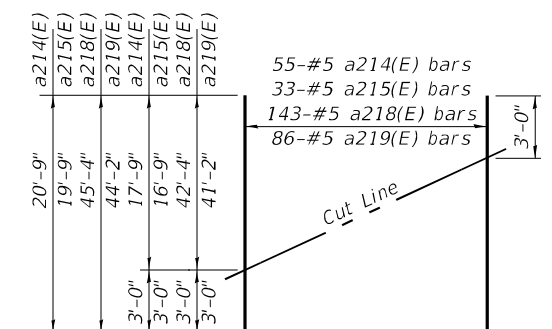 a214(E)
a215(E)
a218(E)
a219(E)
a214(E)
a215(E)
a218(E)
a219(E)
55-#5 a214(E) bars
33-#5 a215(E) bars
143-#5 a218(E) bars
86-#5 a219(E) bars
3'-0"
20'-9"
19'-9"
45'-4"
44'-2"
17'-9"
16'-9"
42'-4"
41'-2"
Cut Line
3'-0"
3'-0"
3'-0"
3'-0"